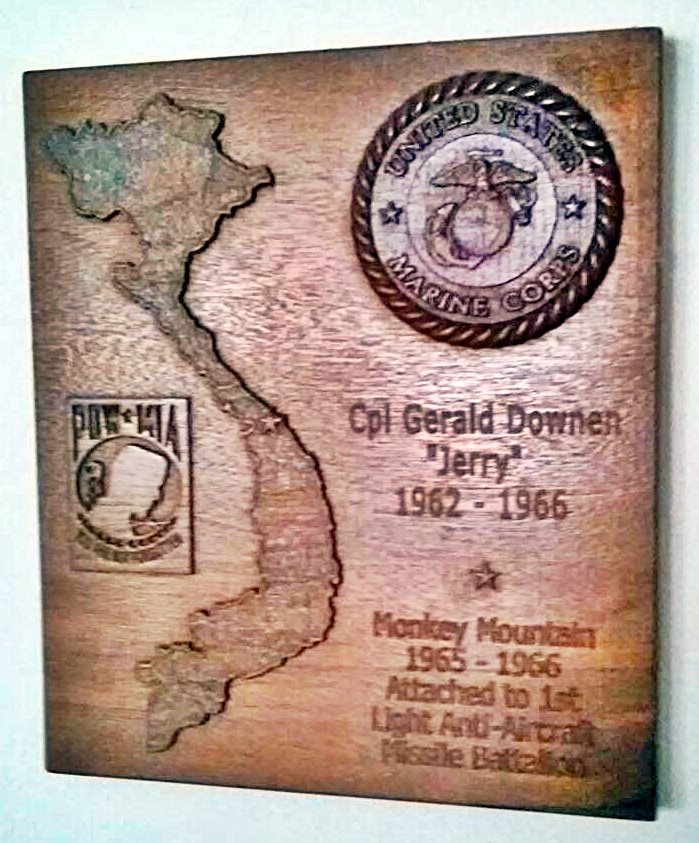 UNITED STATES
MARINE CORPS
POW★MIA
Cpl Gerald Downen
"Jerry"
1962 - 1966
Monkey Mountain
1965 - 1966
Attached to 1st
Light Anti-Aircraft
Missile Battalion